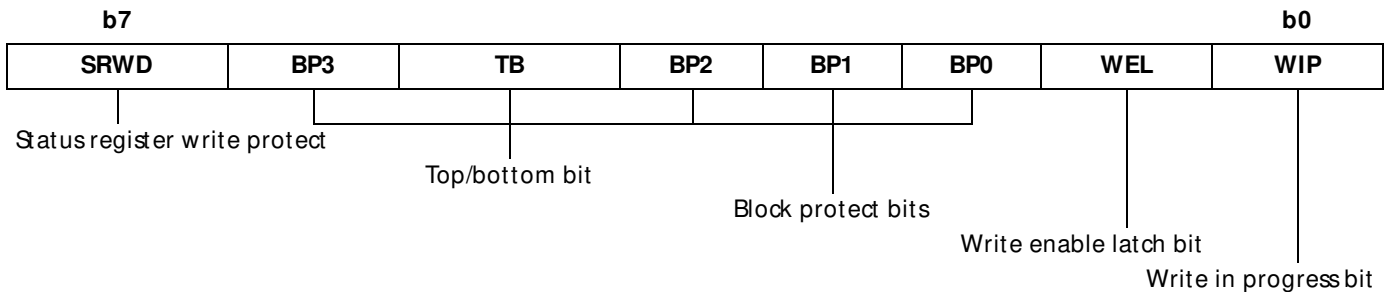 b7 b0
SRWD BP3 TB BP2 BP1 BP0 WEL WIP
Status register write protect
Top/bottom bit
Block protect bits
Write enable latch bit
Write in progress bit